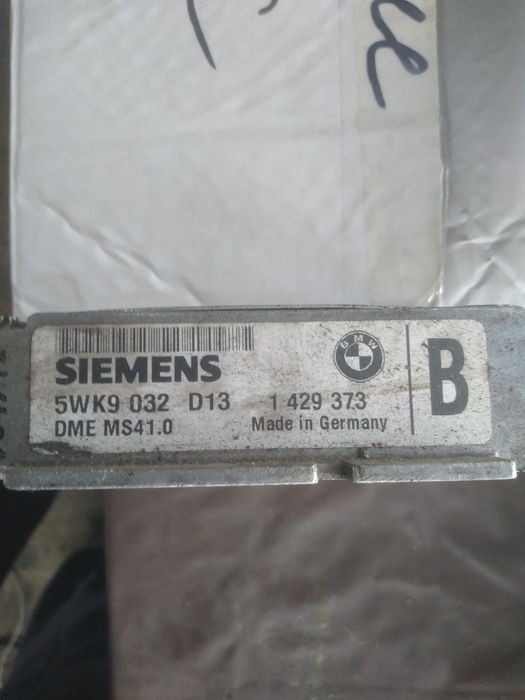 SIEMENS
BMW
B
5WK9 032 D13 1 429 373
DME MS41.0 Made in Germany